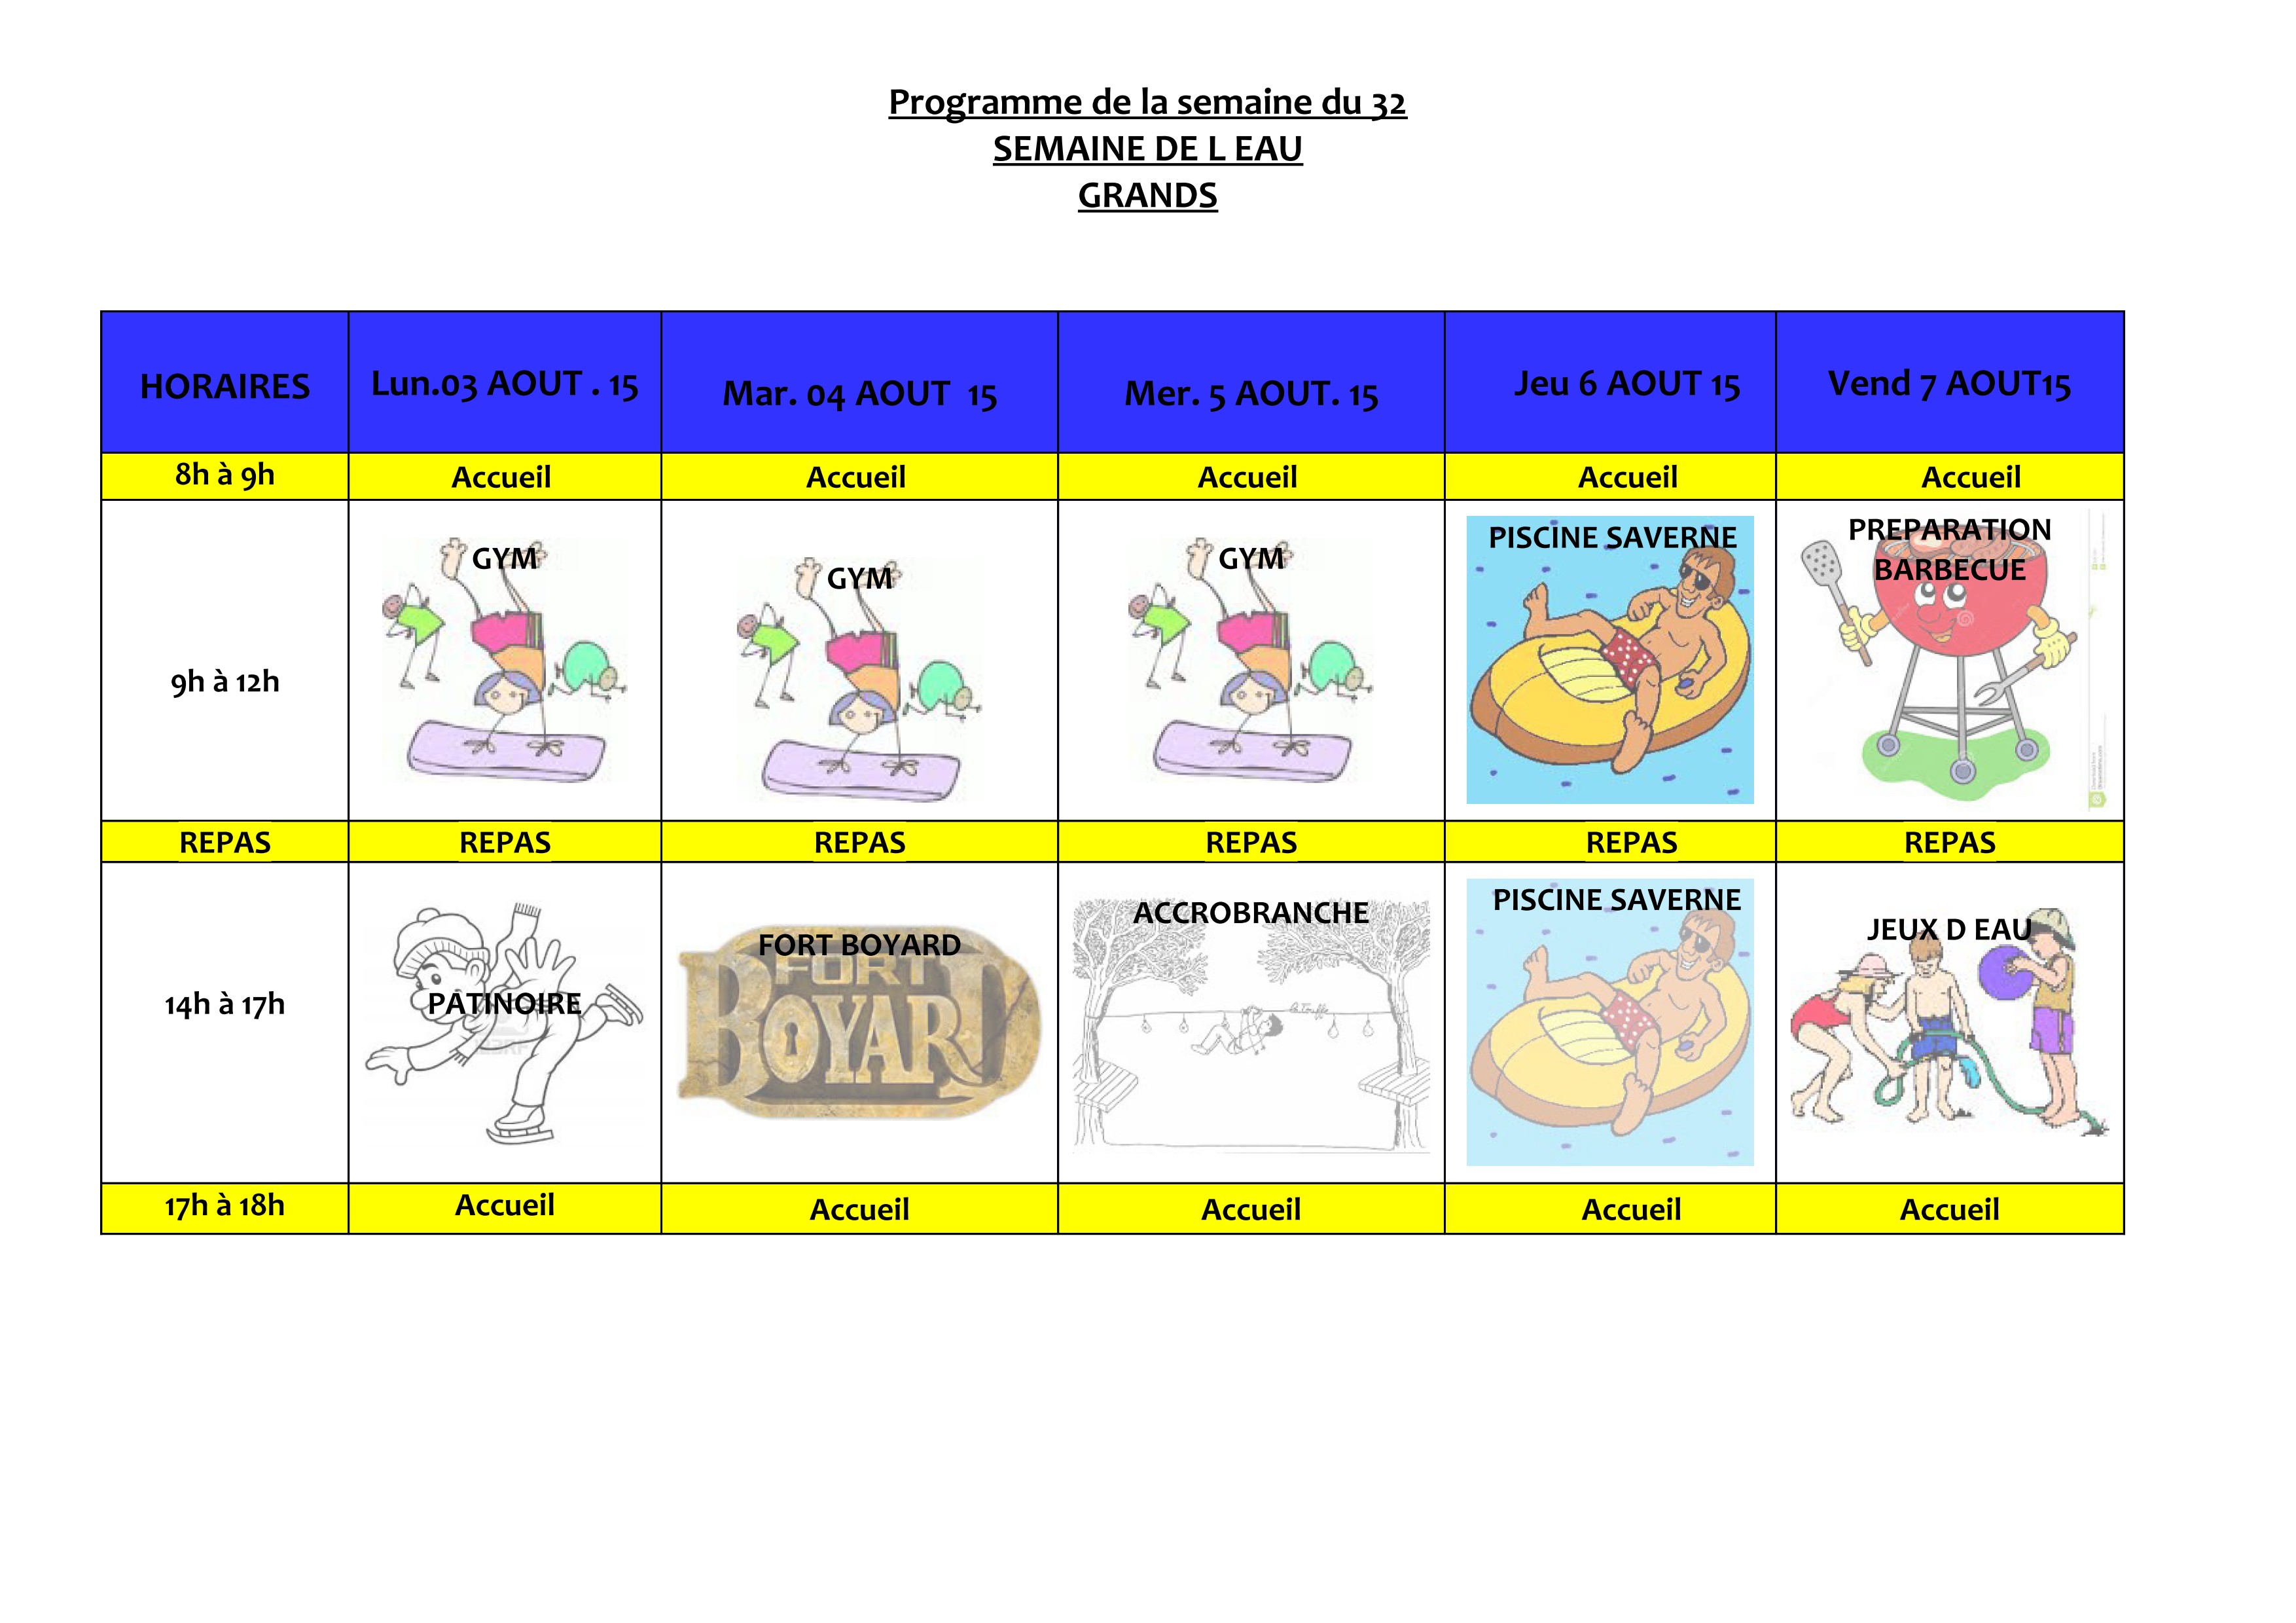 Programme de la semaine du 32
SEMAINE DE L EAU
GRANDS
HORAIRES Lun.03 AOUT . 15 Mar. 04 AOUT 15 Mer. 5 AOUT. 15 Jeu 6 AOUT 15 Vend 7 AOUT15
8h à 9h Accueil Accueil Accueil Accueil Accueil
9h à 12h GYM GYM GYM PISCINE SAVERNE PREPARATION
BARBECUE
REPAS REPAS REPAS REPAS REPAS REPAS
14h à 17h PATINOIRE FORT BOYARD ACCROBRANCHE PISCINE SAVERNE JEUX D EAU
FORT
BOYARD
17h à 18h Accueil Accueil Accueil Accueil Accueil